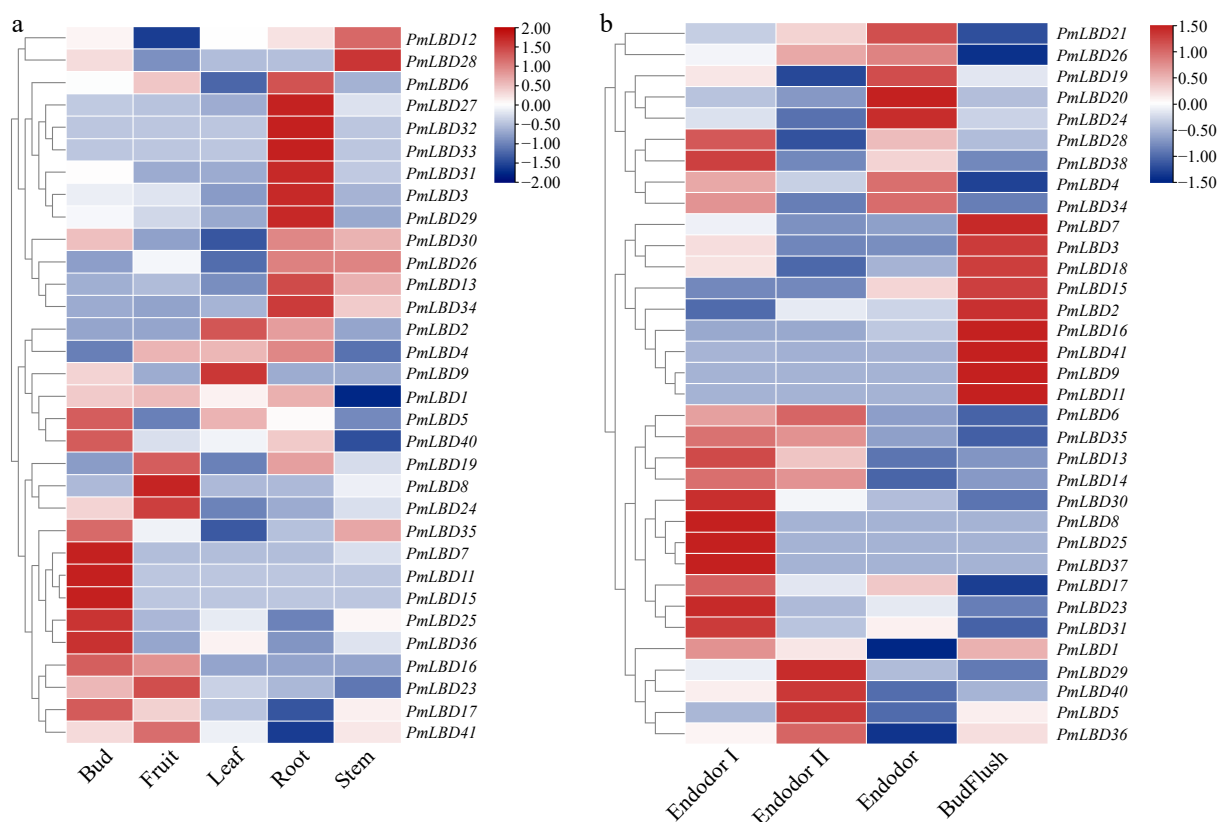 a
2.00
1.50
1.00
0.50
0.00
−0.50
−1.00
−1.50
−2.00
PmLBD12
PmLBD28
PmLBD6
PmLBD27
PmLBD32
PmLBD33
PmLBD31
PmLBD3
PmLBD29
PmLBD30
PmLBD26
PmLBD13
PmLBD34
PmLBD2
PmLBD4
PmLBD9
PmLBD1
PmLBD5
PmLBD40
PmLBD19
PmLBD8
PmLBD24
PmLBD35
PmLBD7
PmLBD11
PmLBD15
PmLBD25
PmLBD36
PmLBD16
PmLBD23
PmLBD17
PmLBD41
Bud
Fruit
Leaf
Root
Stem
b
1.50
1.00
0.50
0.00
−0.50
−1.00
−1.50
PmLBD21
PmLBD26
PmLBD19
PmLBD20
PmLBD24
PmLBD28
PmLBD38
PmLBD4
PmLBD34
PmLBD7
PmLBD3
PmLBD18
PmLBD15
PmLBD2
PmLBD16
PmLBD41
PmLBD9
PmLBD11
PmLBD6
PmLBD35
PmLBD13
PmLBD14
PmLBD30
PmLBD8
PmLBD25
PmLBD37
PmLBD17
PmLBD23
PmLBD31
PmLBD1
PmLBD29
PmLBD40
PmLBD5
PmLBD36
Endodor I
Endodor II
Endodor
BudFlush